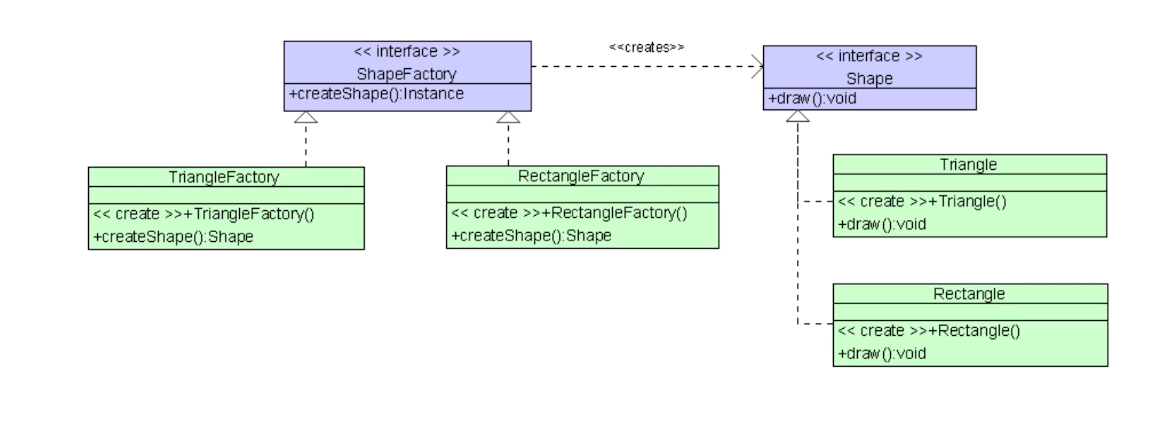 << interface >>
ShapeFactory
+createShape():Instance
<<creates>>
<< interface >>
Shape
+draw():void
TriangleFactory
<< create >>+TriangleFactory()
+createShape():Shape
RectangleFactory
<< create >>+RectangleFactory()
+createShape():Shape
Triangle
<< create >>+Triangle()
+draw():void
Rectangle
<< create >>+Rectangle()
+draw():void